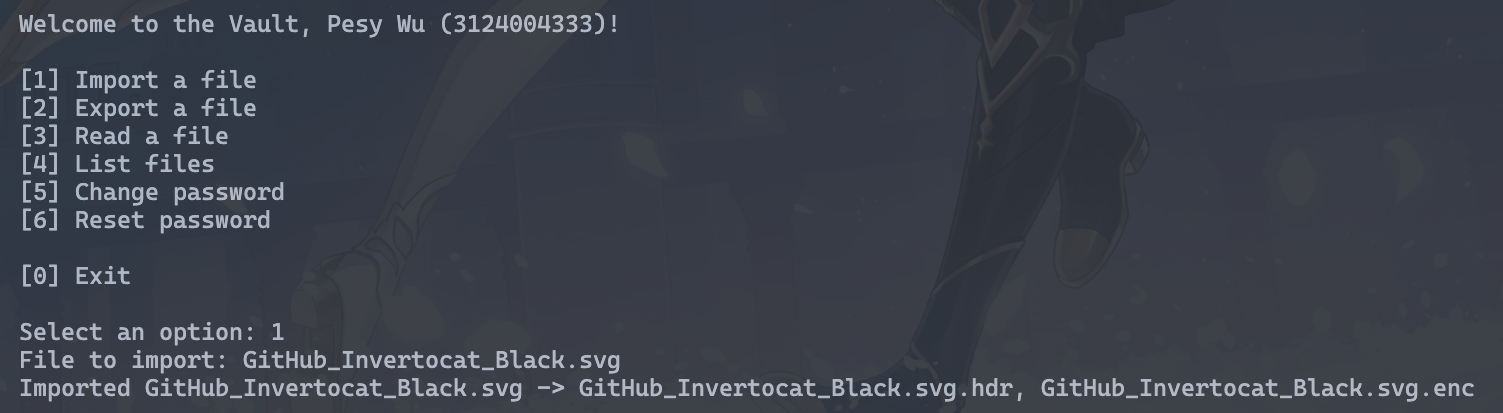 Welcome to the Vault, Pesy Wu (3124004333)!
[1] Import a file
[2] Export a file
[3] Read a file
[4] List files
[5] Change password
[6] Reset password
[0] Exit
Select an option: 1
File to import: GitHub_Invertocat_Black.svg
Imported GitHub_Invertocat_Black.svg -> GitHub_Invertocat_Black.svg.hdr, GitHub_Invertocat_Black.svg.enc